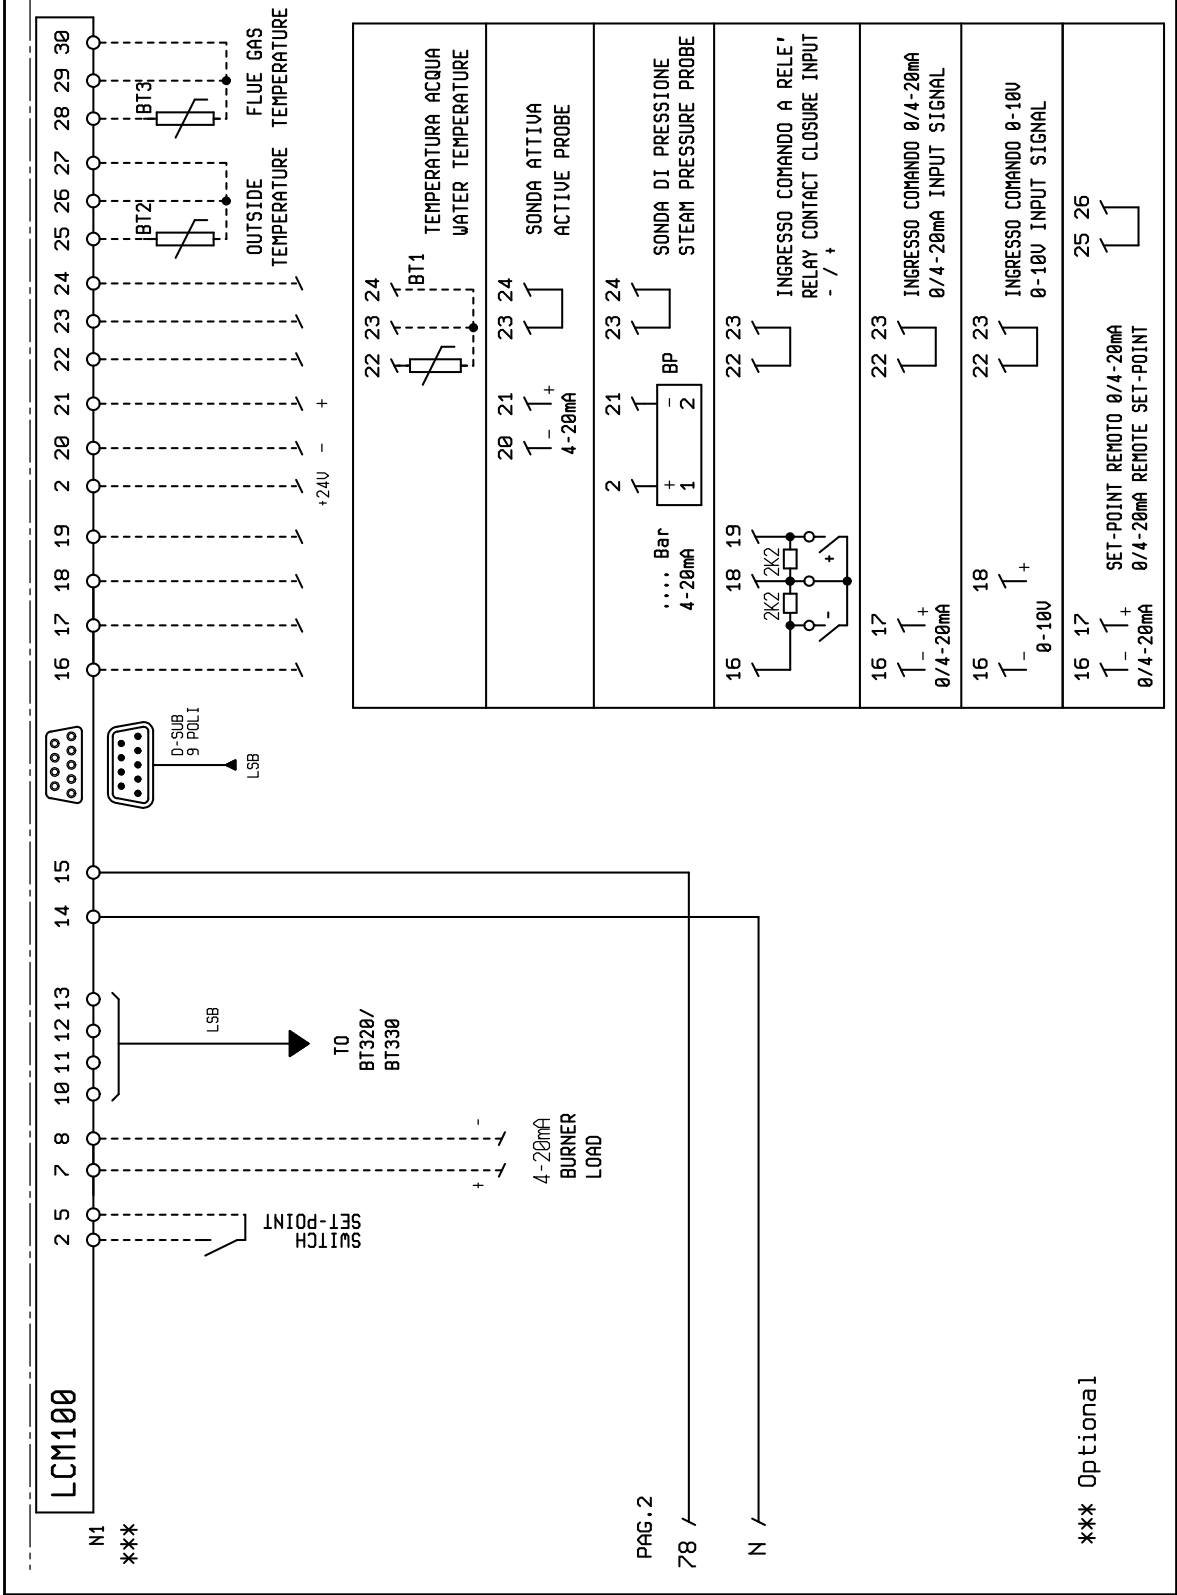 LCM100
N1
***
2 5 7 8 10 11 12 13 14 15 16 17 18 19 2 20 21 22 23 24 25 26 27 28 29 30
SWITCH
SET-POINT
+ -
4-20mA
BURNER
LOAD
LSB
TO
BT320/
BT330
D-SUB
9 POLI
LSB
+24V - +
BT2
OUTSIDE
TEMPERATURE
BT3
FLUE GAS
TEMPERATURE
PAG.2
78
N
22 23 24
BT1
TEMPERATURA ACQUA
WATER TEMPERATURE
20 21 23 24
- +
4-20mA
SONDA ATTIVA
ACTIVE PROBE
.... Bar
4-20mA
2 21 23 24
+ -
1 2
BP
SONDA DI PRESSIONE
STEAM PRESSURE PROBE
16 18 19 22 23
2K2 2K2
- +
INGRESSO COMANDO A RELE'
RELAY CONTACT CLOSURE INPUT
- / +
16 17 22 23
- +
0/4-20mA
INGRESSO COMANDO 0/4-20mA
0/4-20mA INPUT SIGNAL
16 18 22 23
- +
0-10V
INGRESSO COMANDO 0-10V
0-10V INPUT SIGNAL
16 17 25 26
- +
0/4-20mA
SET-POINT REMOTO 0/4-20mA
0/4-20mA REMOTE SET-POINT
*** Optional